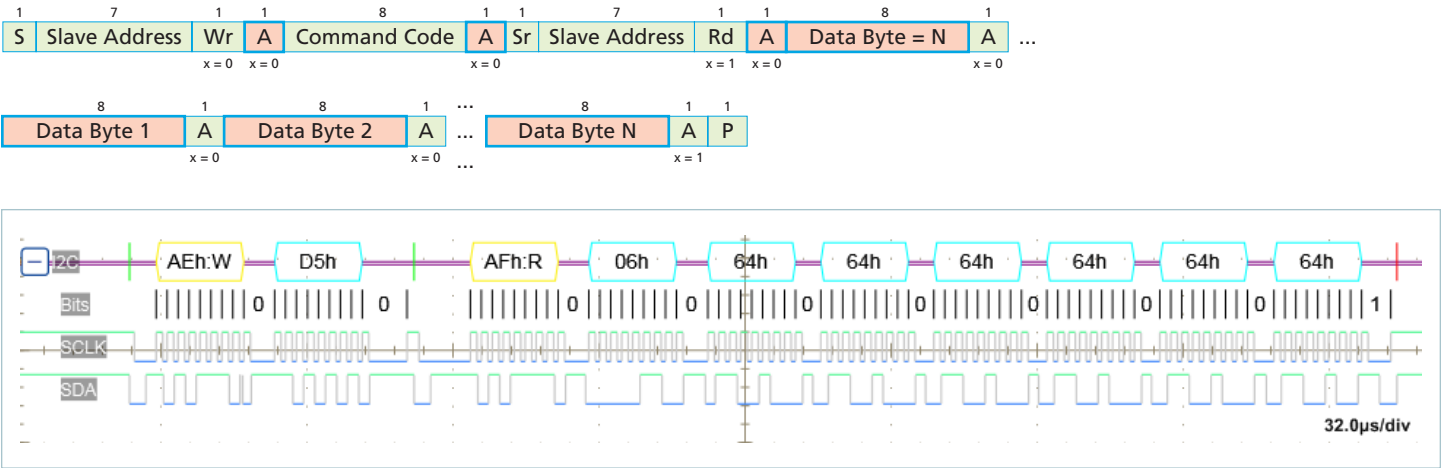 1 7 1 1 8 1 1 7 1 1 8 1
S Slave Address Wr A Command Code A Sr Slave Address Rd A Data Byte = N A ...
x = 0 x = 0 x = 0 x = 1 x = 0 x = 0
8 1 8 1 ... 8 1 1
Data Byte 1 A Data Byte 2 A ... Data Byte N A P
x = 0 x = 0 ... x = 1
I2C AEh:W D5h AFh:R 06h 64h 64h 64h 64h 64h 64h
Bits 0 0 0 0 0 0 0 0 0 1
SCLK
SDA
32.0µs/div